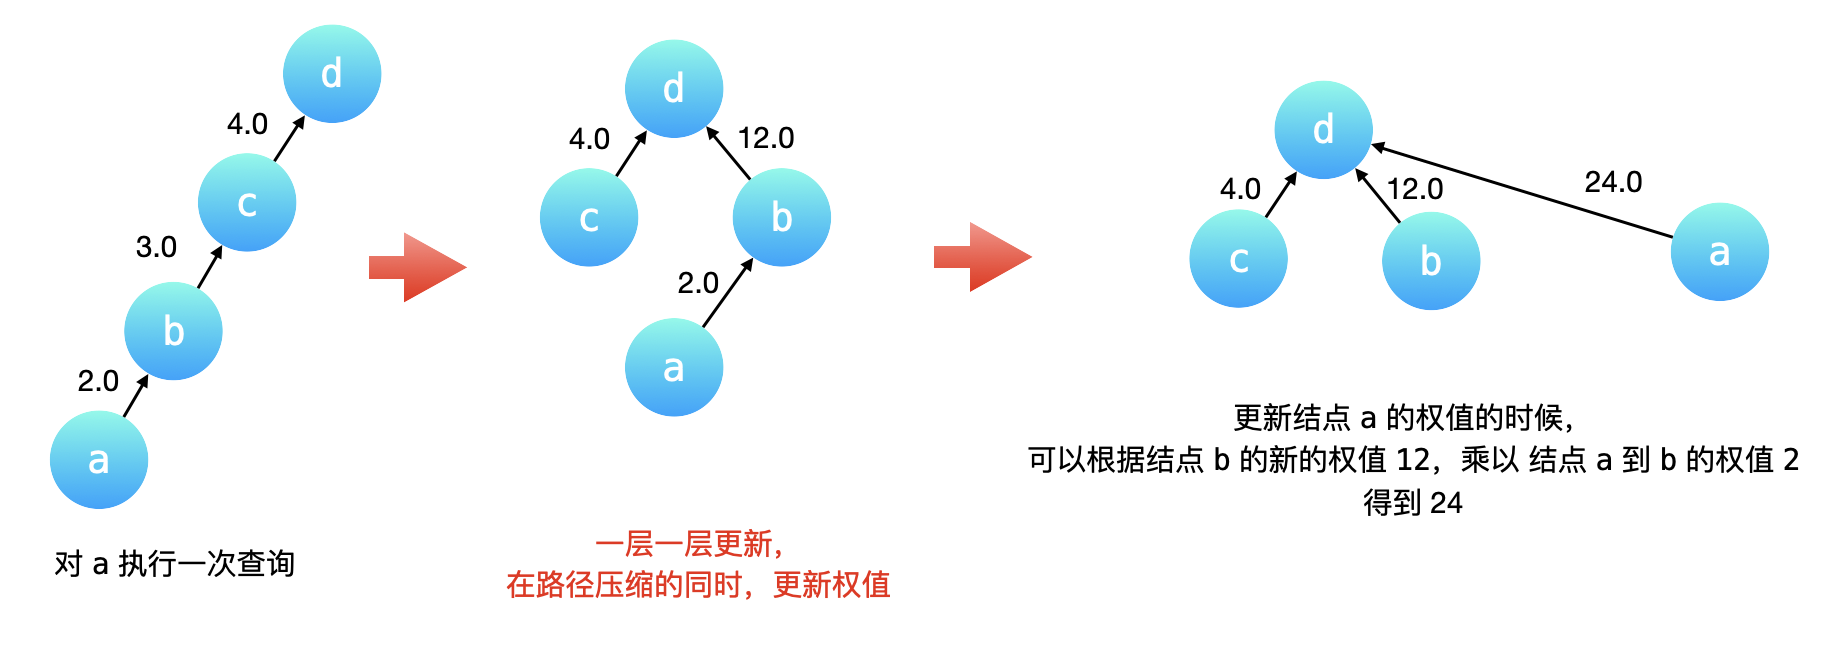 d
4.0
c
3.0
b
2.0
a
对 a 执行一次查询
d
4.0
12.0
c
b
2.0
a
一层一层更新，
在路径压缩的同时，更新权值
d
4.0
12.0
24.0
c
b
a
更新结点 a 的权值的时候，
可以根据结点 b 的新的权值 12，乘以 结点 a 到 b 的权值 2
得到 24